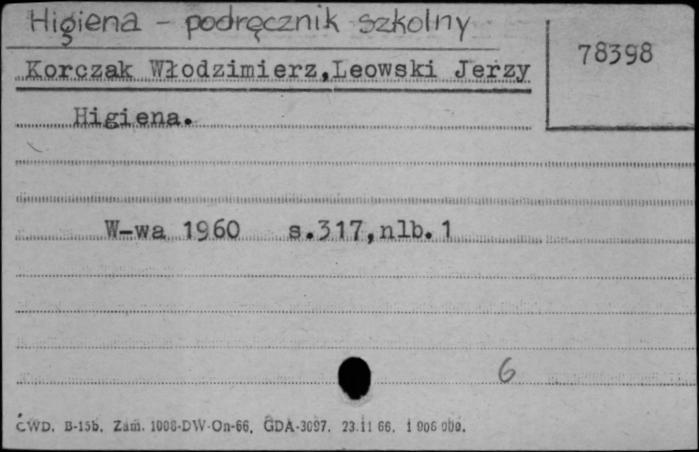 Higiena - podręcznik szkolny
78398
Korczak Włodzimierz,Leowski Jerzy
Higiena.
W-wa 1960 s.317,nlb.1
6
CWD. B-15b. Zam. 1008-DW-On-66. GDA-3097. 23.11 66. 1 000 000.